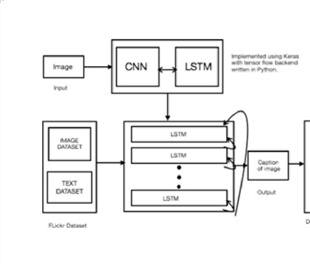 Image
Input
CNN
LSTM
Implemented using Keras
with tensor flow backend
written in Python.
IMAGE
DATASET
TEXT
DATASET
FLickr Dataset
LSTM
LSTM
LSTM
Caption
of image
Output
D